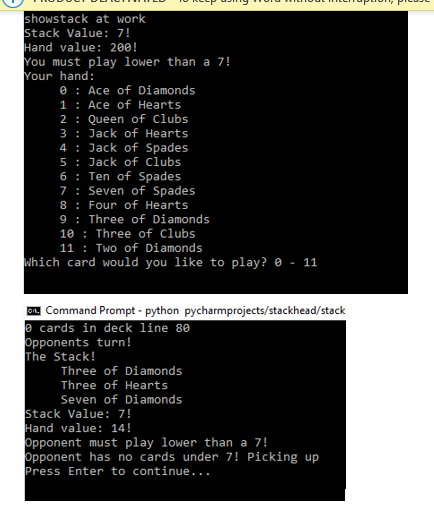 PRODUCT DEACTIVATED - To keep using Word without interruption, please
showstack at work
Stack Value: 7!
Hand value: 200!
You must play lower than a 7!
Your hand:
0 : Ace of Diamonds
1 : Ace of Hearts
2 : Queen of Clubs
3 : Jack of Hearts
4 : Jack of Spades
5 : Jack of Clubs
6 : Ten of Spades
7 : Seven of Spades
8 : Four of Hearts
9 : Three of Diamonds
10 : Three of Clubs
11 : Two of Diamonds
Which card would you like to play? 0 - 11
Command Prompt - python pycharmprojects/stackhead/stack
0 cards in deck line 80
Opponents turn!
The Stack!
Three of Diamonds
Three of Hearts
Seven of Diamonds
Stack Value: 7!
Hand value: 14!
Opponent must play lower than a 7!
Opponent has no cards under 7! Picking up
Press Enter to continue...